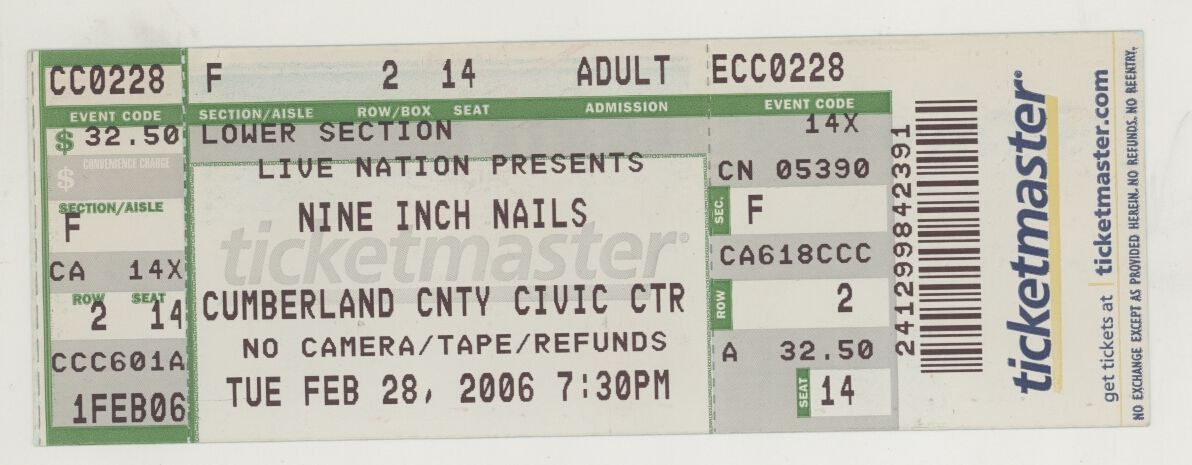 CC0228
EVENT CODE
$ 32.50
CONVENIENCE CHARGE
$
SECTION/AISLE
F
CA 14X
ROW SEAT
2 14
CCC601A
1FEB06
F 2 14 ADULT
SECTION/AISLE ROW/BOX SEAT ADMISSION
LOWER SECTION
LIVE NATION PRESENTS
NINE INCH NAILS
ticketmaster®
CUMBERLAND CNTY CIVIC CTR
NO CAMERA/TAPE/REFUNDS
TUE FEB 28, 2006 7:30PM
ECC0228
EVENT CODE
14X
CN 05390
SEC. F
CA618CCC
ROW 2
A 32.50
SEAT 14
241299842391
ticketmaster®
get tickets at | ticketmaster.com
NO EXCHANGE EXCEPT AS PROVIDED HEREIN. NO REFUNDS. NO REENTRY.